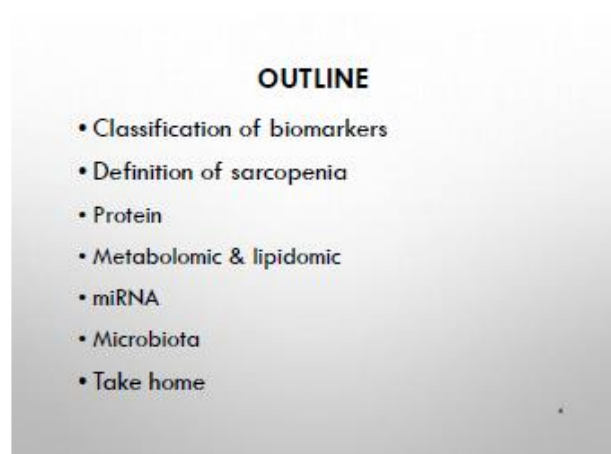 OUTLINE
• Classification of biomarkers
• Definition of sarcopenia
• Protein
• Metabolomic & lipidomic
• miRNA
• Microbiota
• Take home